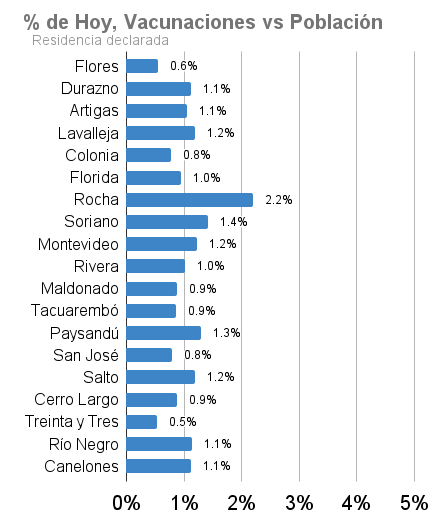 % de Hoy, Vacunaciones vs Población
Residencia declarada
Flores 0.6%
Durazno 1.1%
Artigas 1.1%
Lavalleja 1.2%
Colonia 0.8%
Florida 1.0%
Rocha 2.2%
Soriano 1.4%
Montevideo 1.2%
Rivera 1.0%
Maldonado 0.9%
Tacuarembó 0.9%
Paysandú 1.3%
San José 0.8%
Salto 1.2%
Cerro Largo 0.9%
Treinta y Tres 0.5%
Río Negro 1.1%
Canelones 1.1%
0% 1% 2% 3% 4% 5%